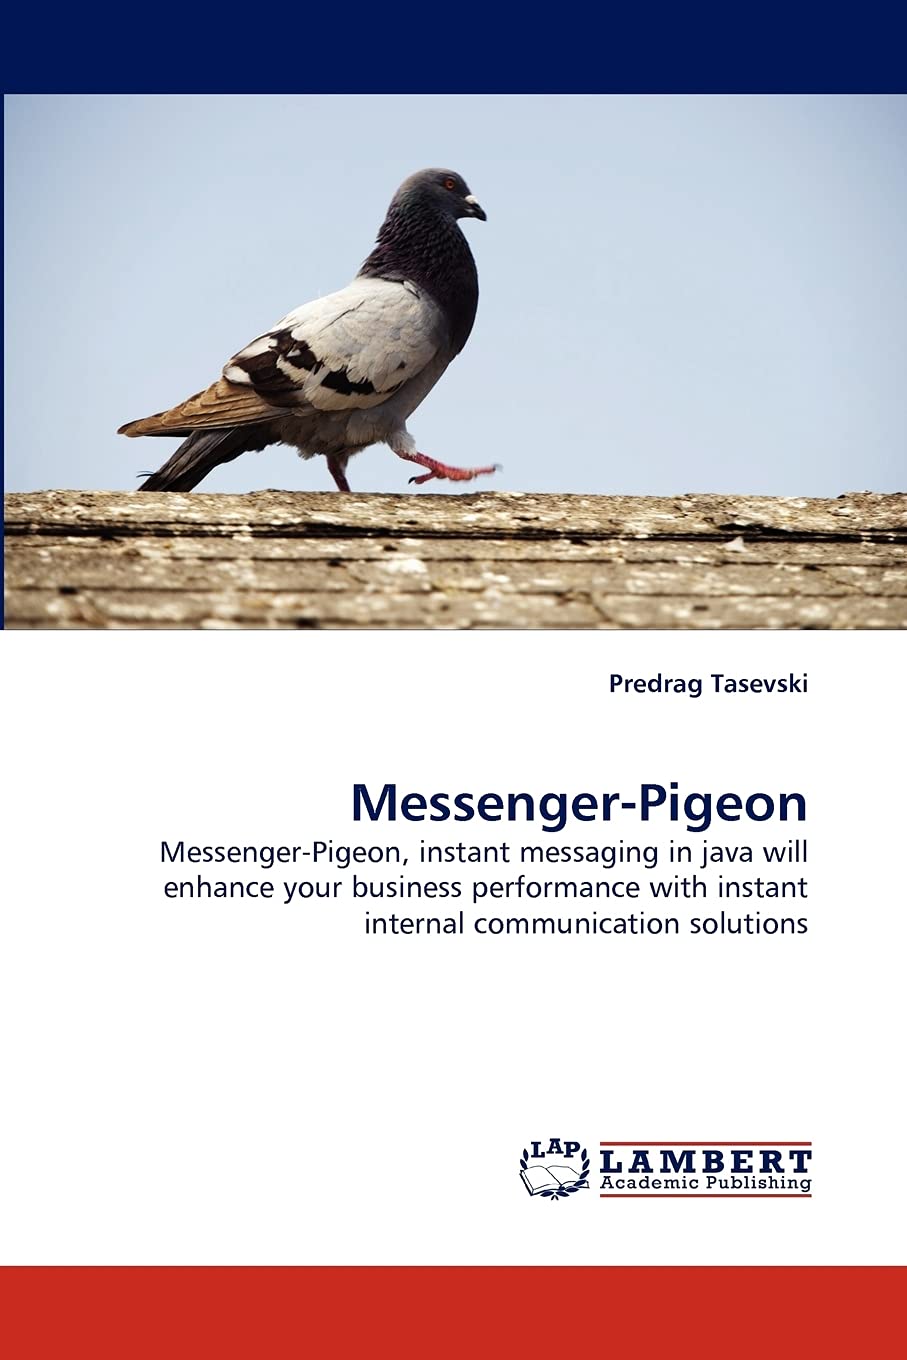 Predrag Tasevski
Messenger-Pigeon
Messenger-Pigeon, instant messaging in java will
enhance your business performance with instant
internal communication solutions
LAP
LAMBERT
Academic Publishing